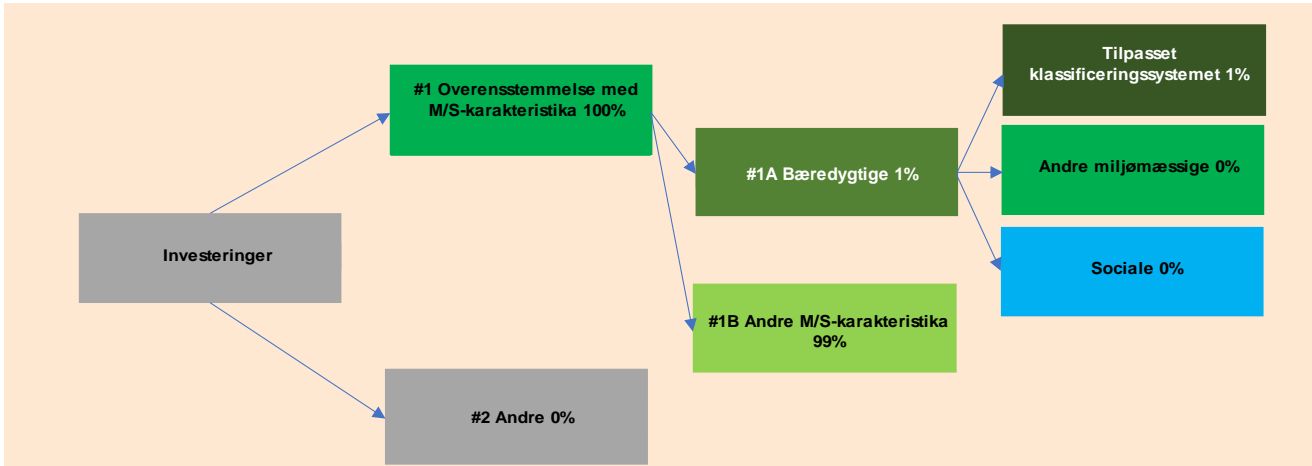 Investeringer
#1 Overensstemmelse med
M/S-karakteristika 100%
#2 Andre 0%
#1A Bæredygtige 1%
#1B Andre M/S-karakteristika
99%
Tilpasset
klassificeringssystemet 1%
Andre miljømæssige 0%
Sociale 0%